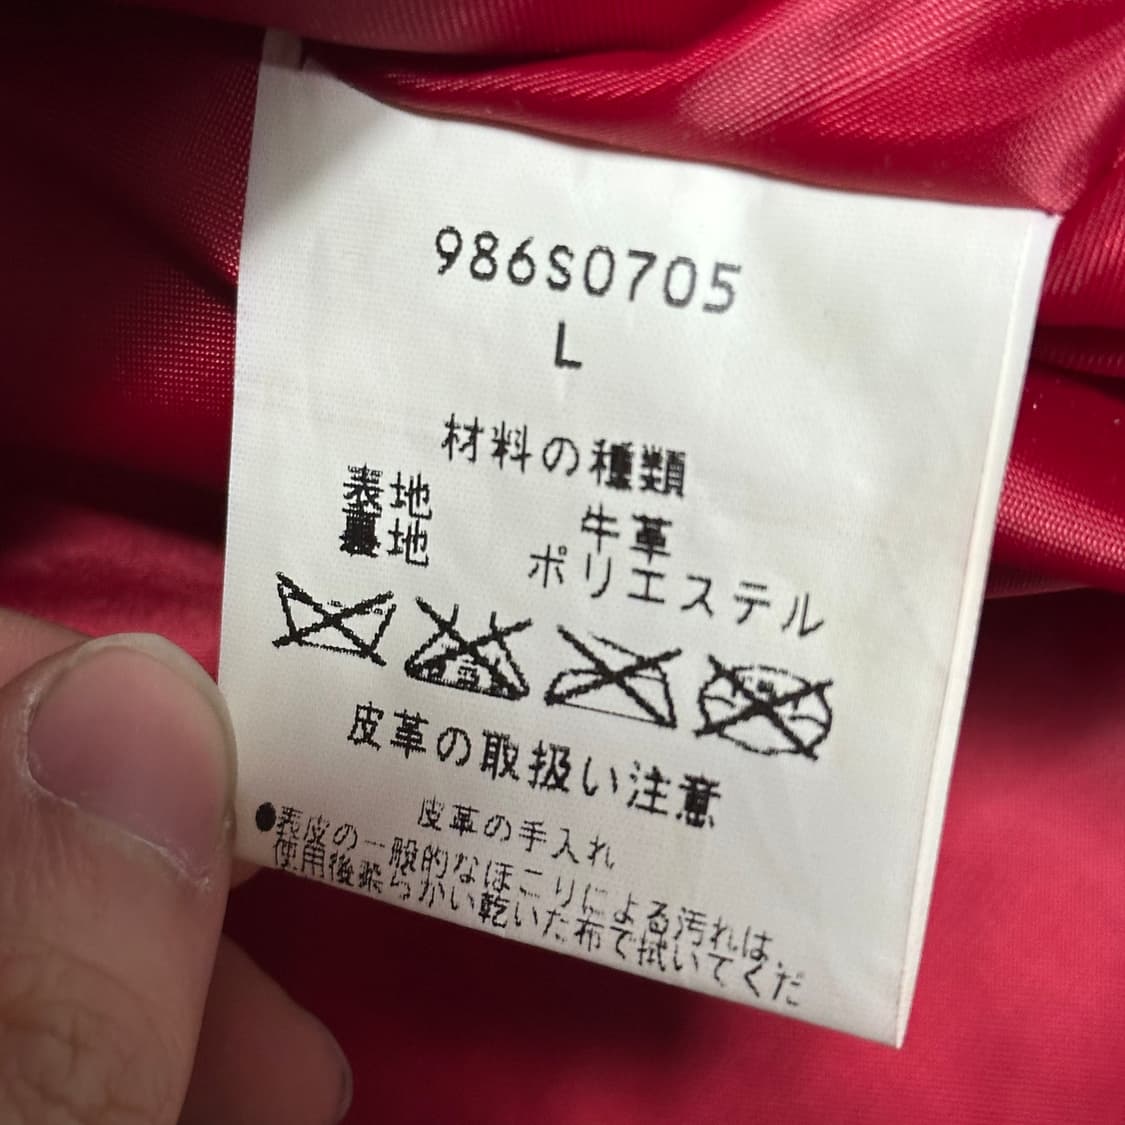 986S0705
L
材料の種類
表地 牛革
裏地 ポリエステル
皮革の取扱い注意
皮革の手入れ
●表皮の一般的なほこりによる汚れは、
使用後柔らかい乾いた布で拭いてくだ